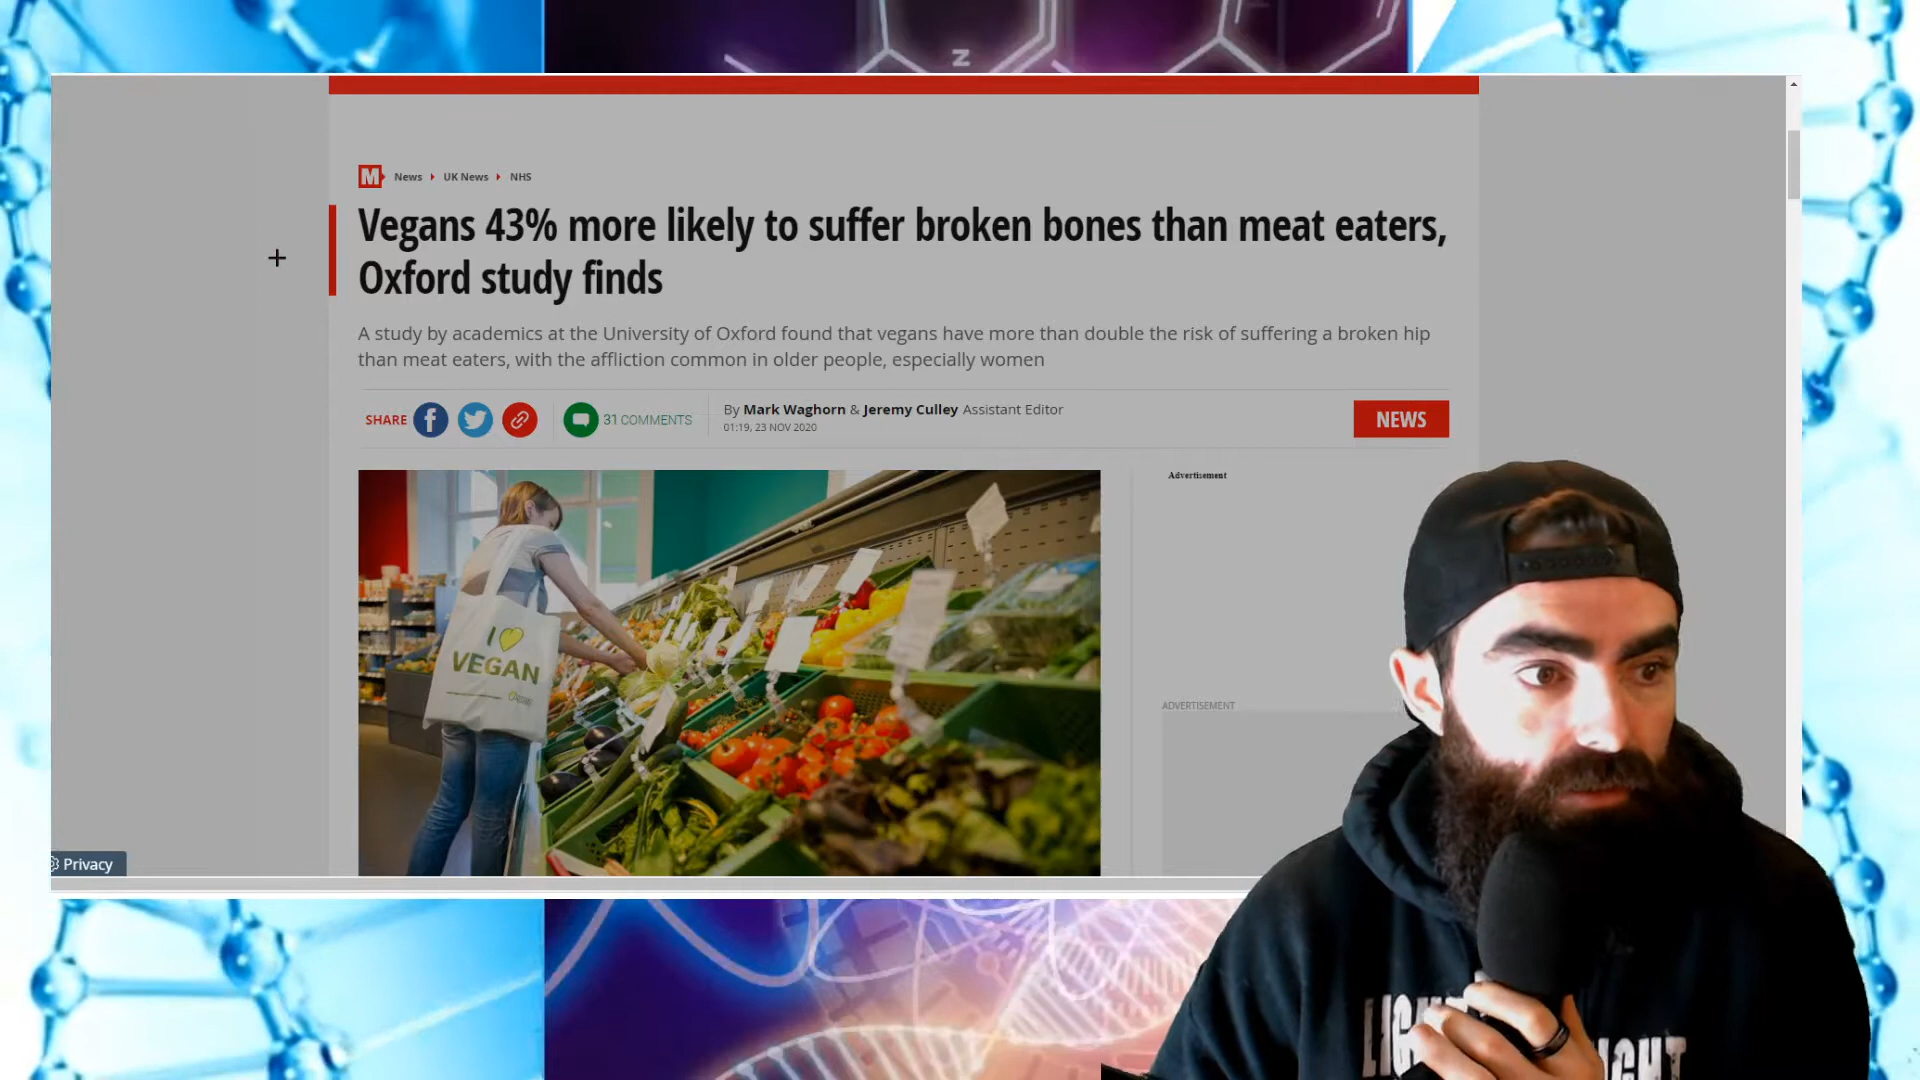 Z
M News UK News NHS
Vegans 43% more likely to suffer broken bones than meat eaters,
Oxford study finds
A study by academics at the University of Oxford found that vegans have more than double the risk of suffering a broken hip
than meat eaters, with the affliction common in older people, especially women
SHARE 31 COMMENTS
By Mark Waghorn & Jeremy Culley Assistant Editor
01:19, 23 NOV 2020
NEWS
Advertisement
I
VEGAN
ADVERTISEMENT
Privacy